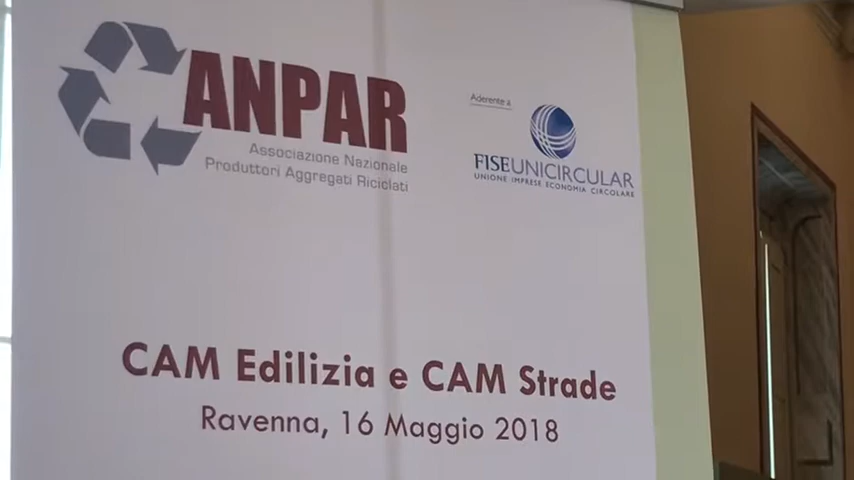 ANPAR
Associazione Nazionale
Produttori Aggregati Riciclati
Aderente a
FISEUNICIRCULAR
UNIONE IMPRESE ECONOMIA CIRCOLARE
CAM Edilizia e CAM Strade
Ravenna, 16 Maggio 2018